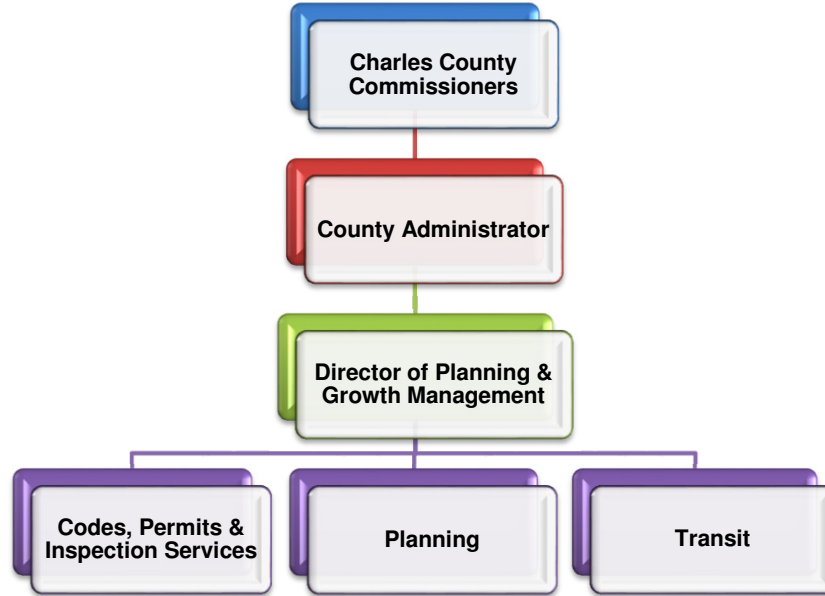 Charles County
Commissioners
County Administrator
Director of Planning &
Growth Management
Codes, Permits &
Inspection Services
Planning
Transit